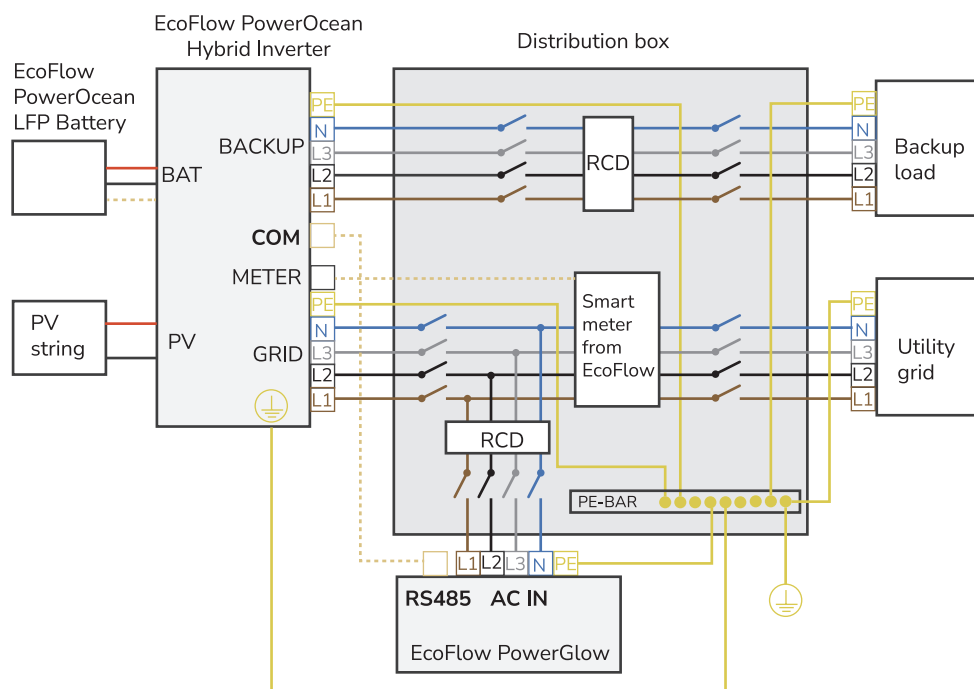 EcoFlow PowerOcean
Hybrid Inverter
Distribution box
EcoFlow
PowerOcean
LFP Battery
BAT
BACKUP
PE
N
L3
L2
L1
RCD
PE
N
L3
L2
L1
Backup
load
COM
METER
PV
string
PV
GRID
PE
N
L3
L2
L1
Smart
meter
from
EcoFlow
PE
N
L3
L2
L1
Utility
grid
RCD
PE-BAR
L1
L2
L3
N
PE
RS485 AC IN
EcoFlow PowerGlow